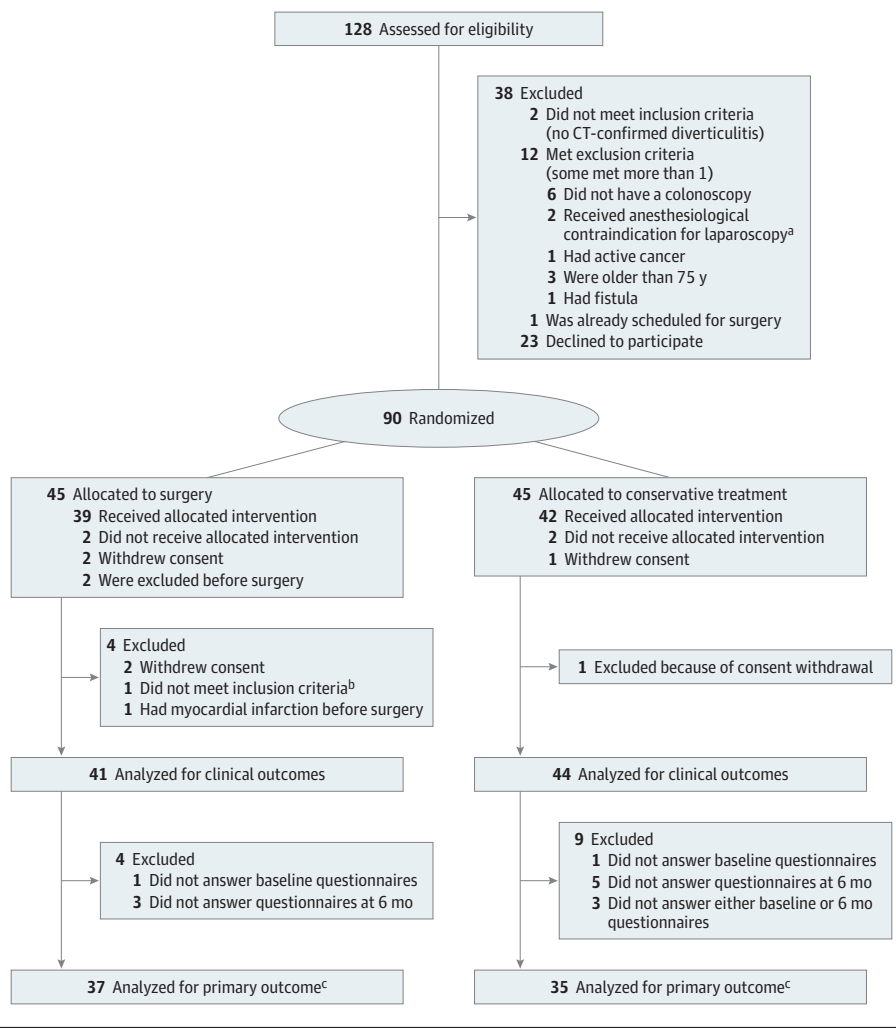 128 Assessed for eligibility
38 Excluded
2 Did not meet inclusion criteria
(no CT-confirmed diverticulitis)
12 Met exclusion criteria
(some met more than 1)
6 Did not have a colonoscopy
2 Received anesthesiological
contraindication for laparoscopyᵃ
1 Had active cancer
3 Were older than 75 y
1 Had fistula
1 Was already scheduled for surgery
23 Declined to participate
90 Randomized
45 Allocated to surgery
39 Received allocated intervention
2 Did not receive allocated intervention
2 Withdrew consent
2 Were excluded before surgery
45 Allocated to conservative treatment
42 Received allocated intervention
2 Did not receive allocated intervention
1 Withdrew consent
4 Excluded
2 Withdrew consent
1 Did not meet inclusion criteriaᵇ
1 Had myocardial infarction before surgery
1 Excluded because of consent withdrawal
41 Analyzed for clinical outcomes
44 Analyzed for clinical outcomes
4 Excluded
1 Did not answer baseline questionnaires
3 Did not answer questionnaires at 6 mo
9 Excluded
1 Did not answer baseline questionnaires
5 Did not answer questionnaires at 6 mo
3 Did not answer either baseline or 6 mo
questionnaires
37 Analyzed for primary outcomeᶜ
35 Analyzed for primary outcomeᶜ